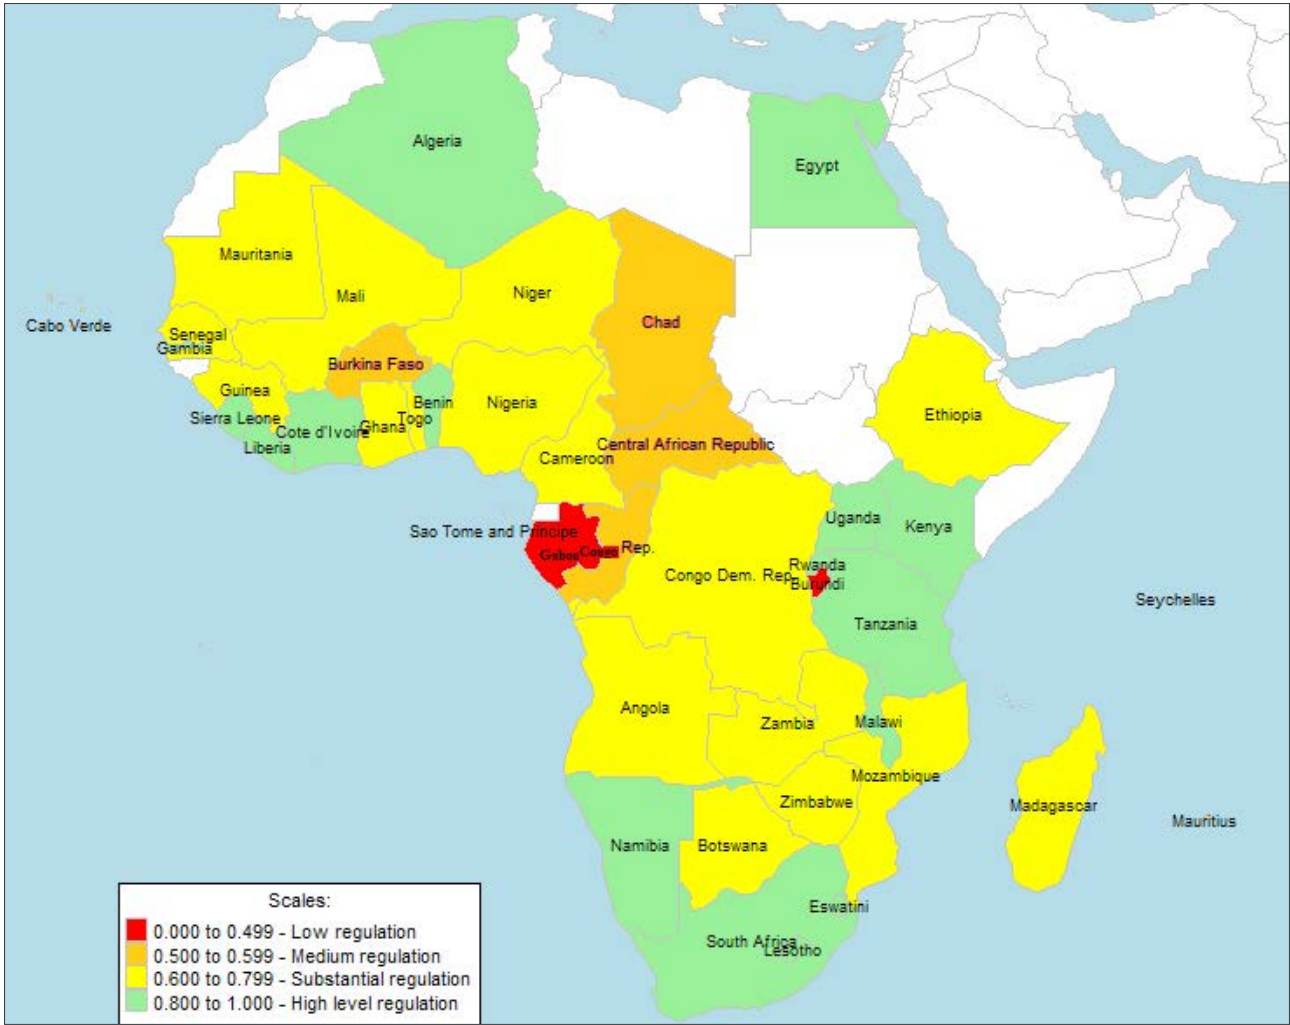 Algeria
Egypt
Mauritania
Mali
Niger
Chad
Cabo Verde
Senegal
Gambia
Burkina Faso
Guinea
Benin
Nigeria
Ethiopia
Sierra Leone
Togo
Ghana
Cote d'Ivoire
Liberia
Central African Republic
Cameroon
Uganda
Kenya
Sao Tome and Principe
Gabon
Congo
Rep.
Rwanda
Congo Dem. Rep.
Burundi
Seychelles
Tanzania
Angola
Zambia
Malawi
Mozambique
Zimbabwe
Madagascar
Mauritius
Namibia
Botswana
Eswatini
South Africa
Lesotho
Scales:
0.000 to 0.499 - Low regulation
0.500 to 0.599 - Medium regulation
0.600 to 0.799 - Substantial regulation
0.800 to 1.000 - High level regulation